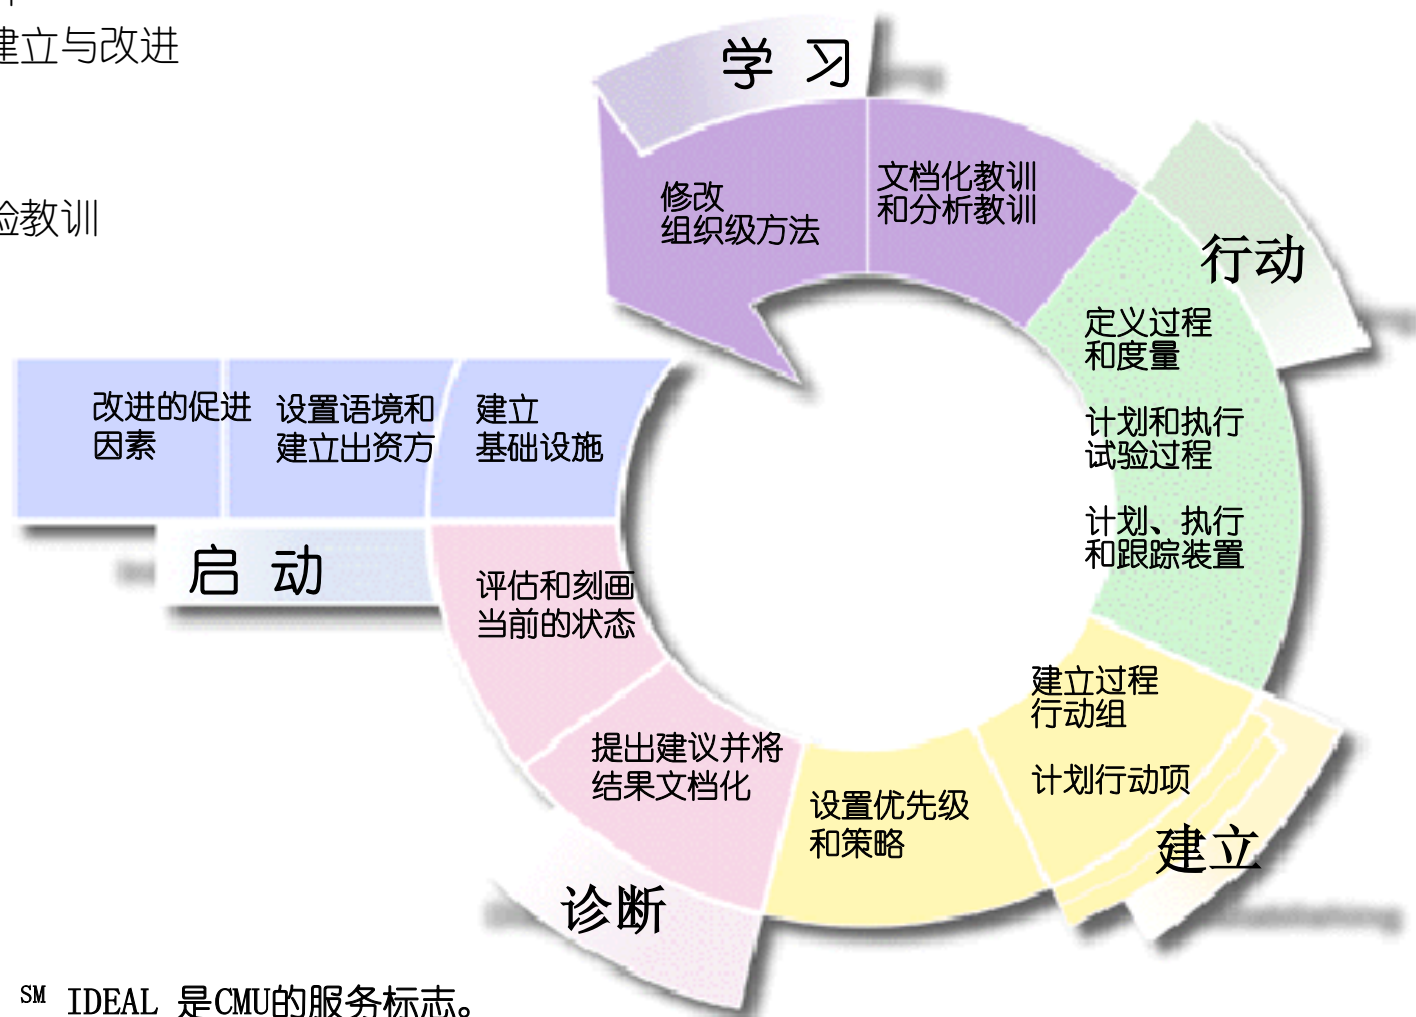 建立与改进
验教训
学 习
修改
组织级方法
文档化教训
和分析教训
行动
定义过程
和度量
计划和执行
试验过程
计划、执行
和跟踪装置
改进的促进
因素
设置语境和
建立出资方
建立
基础设施
启 动
评估和刻画
当前的状态
提出建议并将
结果文档化
诊断
设置优先级
和策略
建立过程
行动组
计划行动项
建立
SM IDEAL 是CMU的服务标志。